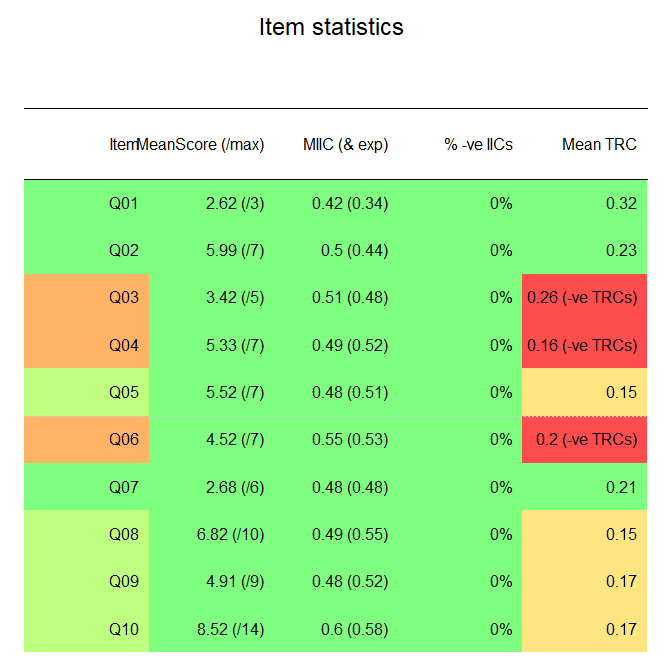 Item statistics
Item MeanScore (/max) MIIC (& exp) % -ve IICs Mean TRC
Q01 2.62 (/3) 0.42 (0.34) 0% 0.32
Q02 5.99 (/7) 0.5 (0.44) 0% 0.23
Q03 3.42 (/5) 0.51 (0.48) 0% 0.26 (-ve TRCs)
Q04 5.33 (/7) 0.49 (0.52) 0% 0.16 (-ve TRCs)
Q05 5.52 (/7) 0.48 (0.51) 0% 0.15
Q06 4.52 (/7) 0.55 (0.53) 0% 0.2 (-ve TRCs)
Q07 2.68 (/6) 0.48 (0.48) 0% 0.21
Q08 6.82 (/10) 0.49 (0.55) 0% 0.15
Q09 4.91 (/9) 0.48 (0.52) 0% 0.17
Q10 8.52 (/14) 0.6 (0.58) 0% 0.17